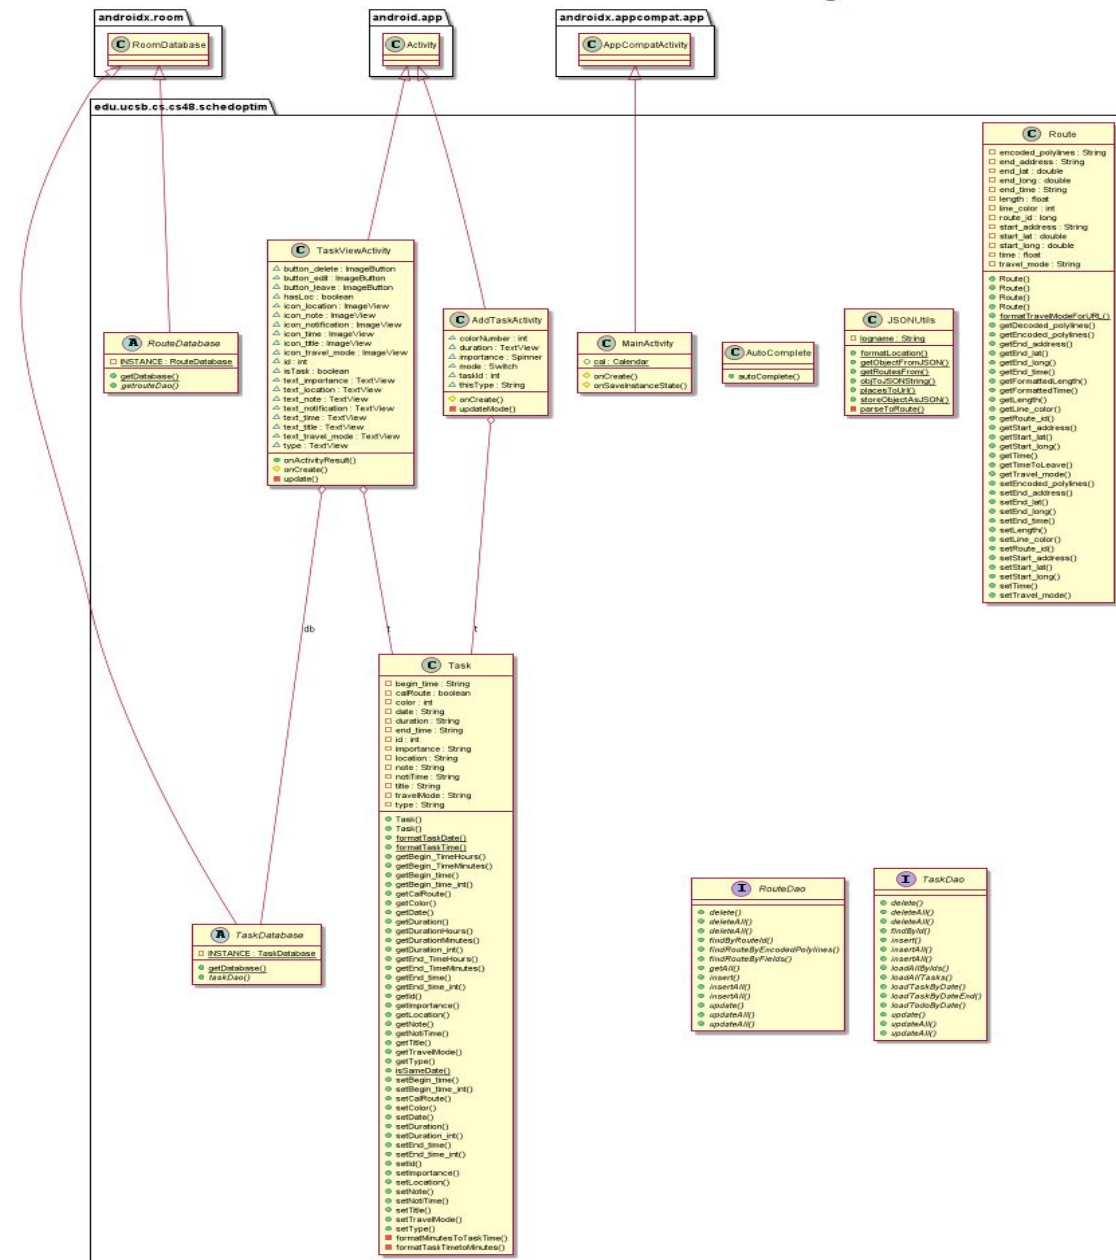 androidx.room
C RoomDatabase
android.app
C Activity
androidx.appcompat.app
C AppCompatActivity
edu.ucsb.cs.cs48.schedoptim
C Route
encoded_polylines : String
end_address : String
end_lat : double
end_long : double
end_time : String
length : float
line_color : int
route_id : long
start_address : String
start_lat : double
start_long : double
time : float
travel_mode : String
Route()
Route()
Route()
Route()
formatTravelModeForURL()
getDecoded_polylines()
getEncoded_polylines()
getEnd_address()
getEnd_lat()
getEnd_long()
getEnd_time()
getFormattedLength()
getFormattedTime()
getLength()
getLine_color()
getRoute_id()
getStart_address()
getStart_lat()
getStart_long()
getTime()
getTimeToLeave()
getTravel_mode()
setEncoded_polylines()
setEnd_address()
setEnd_lat()
setEnd_long()
setEnd_time()
setLength()
setLine_color()
setRoute_id()
setStart_address()
setStart_lat()
setStart_long()
setTime()
setTravel_mode()
C TaskViewActivity
button_delete : ImageButton
button_edit : ImageButton
button_leave : ImageButton
hasLoc : boolean
icon_location : ImageView
icon_note : ImageView
icon_notification : ImageView
icon_time : ImageView
icon_title : ImageView
icon_travel_mode : ImageView
id : int
isTask : boolean
text_importance : TextView
text_location : TextView
text_note : TextView
text_notification : TextView
text_time : TextView
text_title : TextView
text_travel_mode : TextView
type : TextView
onActivityResult()
onCreate()
update()
A RouteDatabase
INSTANCE : RouteDatabase
getDatabase()
getrouteDao()
C AddTaskActivity
colorNumber : int
duration : TextView
importance : Spinner
mode : Switch
taskId : int
thisType : String
onCreate()
updateMode()
C MainActivity
cal : Calendar
onCreate()
onSaveInstanceState()
C AutoComplete
autoComplete()
C JSONUtils
logname : String
formatLocation()
getObjectFromJSON()
getRoutesFrom()
objToJSONString()
placesToUrl()
storeObjectAsJSON()
parseToRoute()
db
t
t
C Task
begin_time : String
calRoute : boolean
color : int
date : String
duration : String
end_time : String
id : int
importance : String
location : String
note : String
notiTime : String
title : String
travelMode : String
type : String
Task()
Task()
formatTaskDate()
formatTaskTime()
getBegin_TimeHours()
getBegin_TimeMinutes()
getBegin_time()
getBegin_time_int()
getCalRoute()
getColor()
getDate()
getDuration()
getDurationHours()
getDurationMinutes()
getDuration_int()
getEnd_TimeHours()
getEnd_TimeMinutes()
getEnd_time()
getEnd_time_int()
getId()
getImportance()
getLocation()
getNote()
getNotiTime()
getTitle()
getTravelMode()
getType()
isSameDate()
setBegin_time()
setBegin_time_int()
setCalRoute()
setColor()
setDate()
setDuration()
setDuration_int()
setEnd_time()
setEnd_time_int()
setId()
setImportance()
setLocation()
setNote()
setNotiTime()
setTitle()
setTravelMode()
setType()
formatMinutesToTaskTime()
formatTaskTimetoMinutes()
A TaskDatabase
INSTANCE : TaskDatabase
getDatabase()
taskDao()
I RouteDao
delete()
deleteAll()
deleteAll()
findByRouteId()
findRouteByEncodedPolylines()
findRouteByFields()
getAll()
insert()
insertAll()
insertAll()
update()
updateAll()
updateAll()
I TaskDao
delete()
deleteAll()
deleteAll()
findById()
insert()
insertAll()
insertAll()
loadAllByIds()
loadAllTasks()
loadTaskByDate()
loadTaskByDateEnd()
loadTodoByDate()
update()
updateAll()
updateAll()